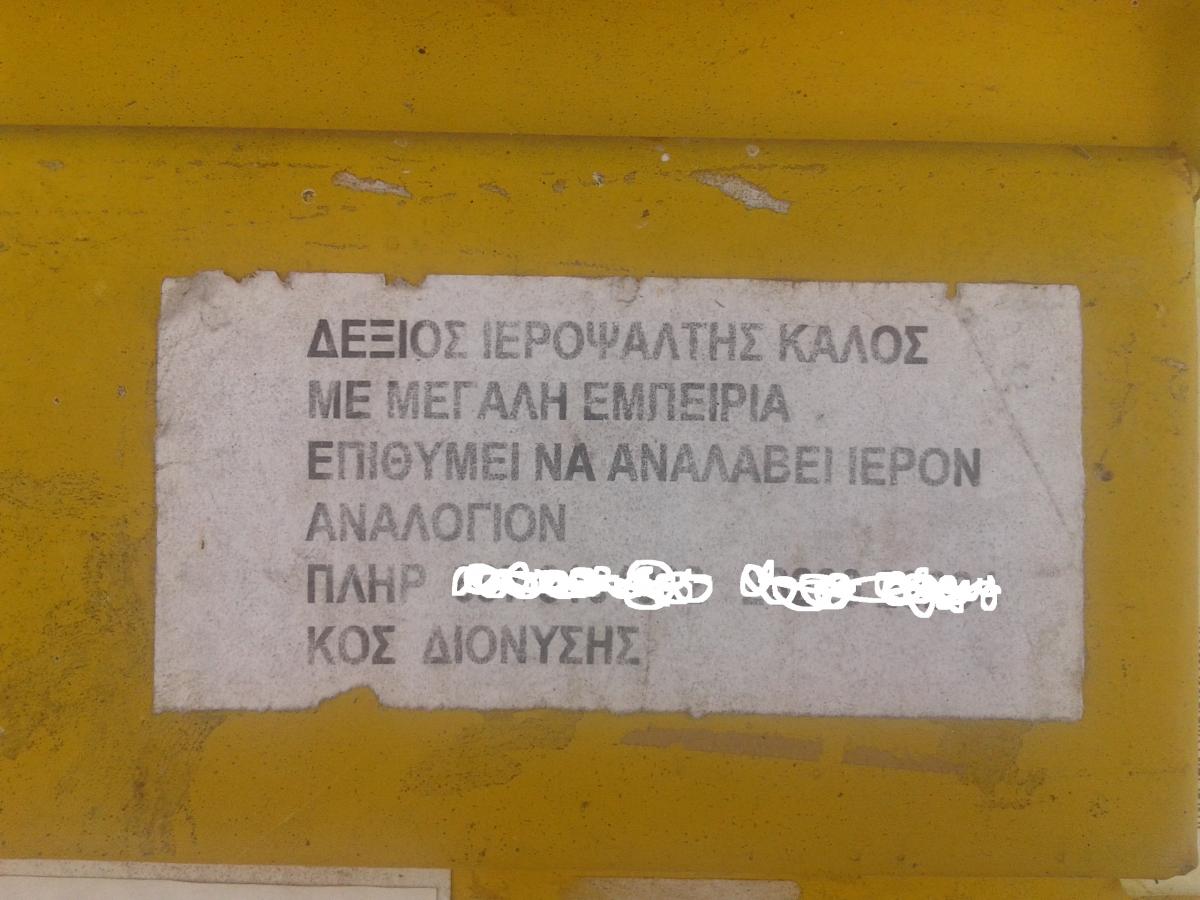 ΔΕΞΙΟΣ ΙΕΡΟΨΑΛΤΗΣ ΚΑΛΟΣ
ΜΕ ΜΕΓΑΛΗ ΕΜΠΕΙΡΙΑ
ΕΠΙΘΥΜΕΙ ΝΑ ΑΝΑΛΑΒΕΙ ΙΕΡΟΝ
ΑΝΑΛΟΓΙΟΝ
ΠΛΗΡ
ΚΟΣ ΔΙΟΝΥΣΗΣ